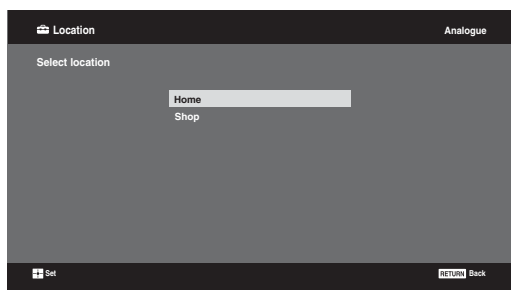 Location Analogue
Select location
Home
Shop
Set RETURN Back